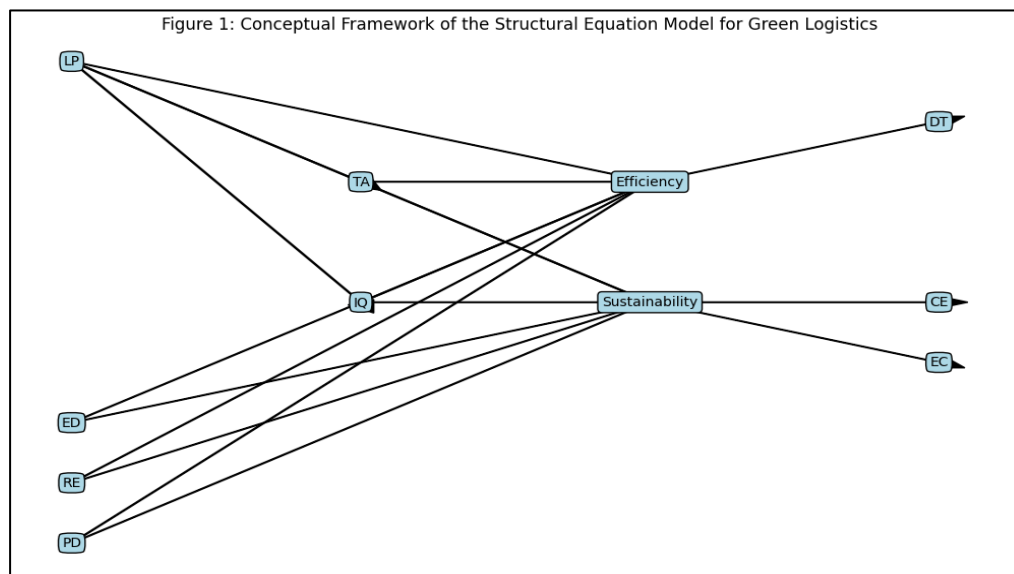 Figure 1: Conceptual Framework of the Structural Equation Model for Green Logistics
LP
DT
TA
Efficiency
IQ
Sustainability
CE
EC
ED
RE
PD